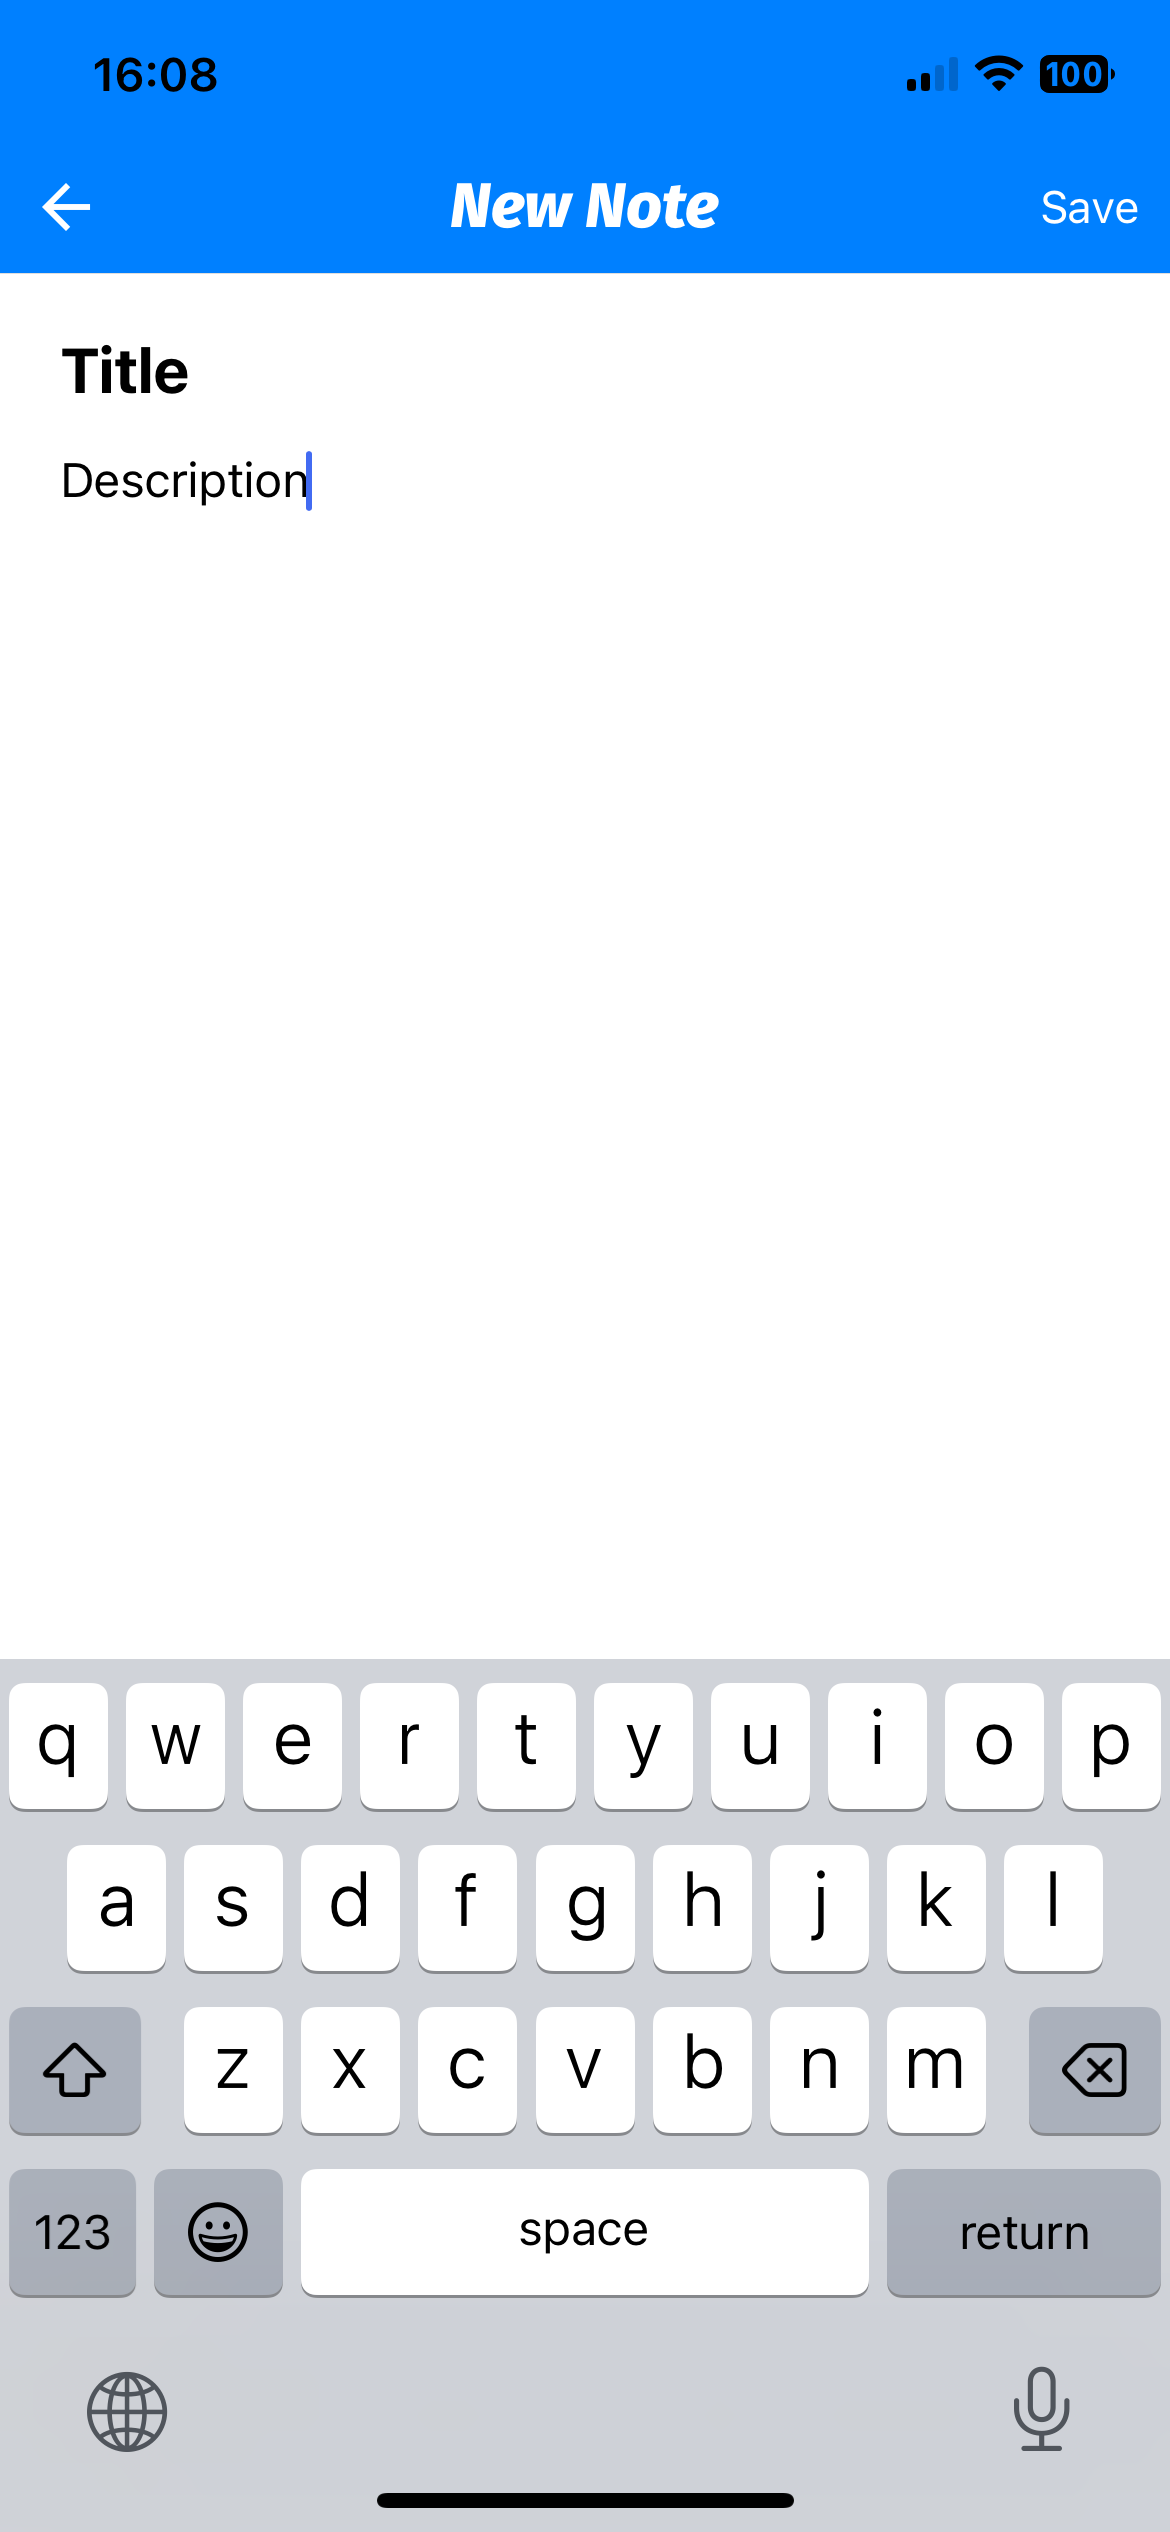 16:08 100
New Note Save
Title
Description
q w e r t y u i o p
a s d f g h j k l
z x c v b n m
123 space return